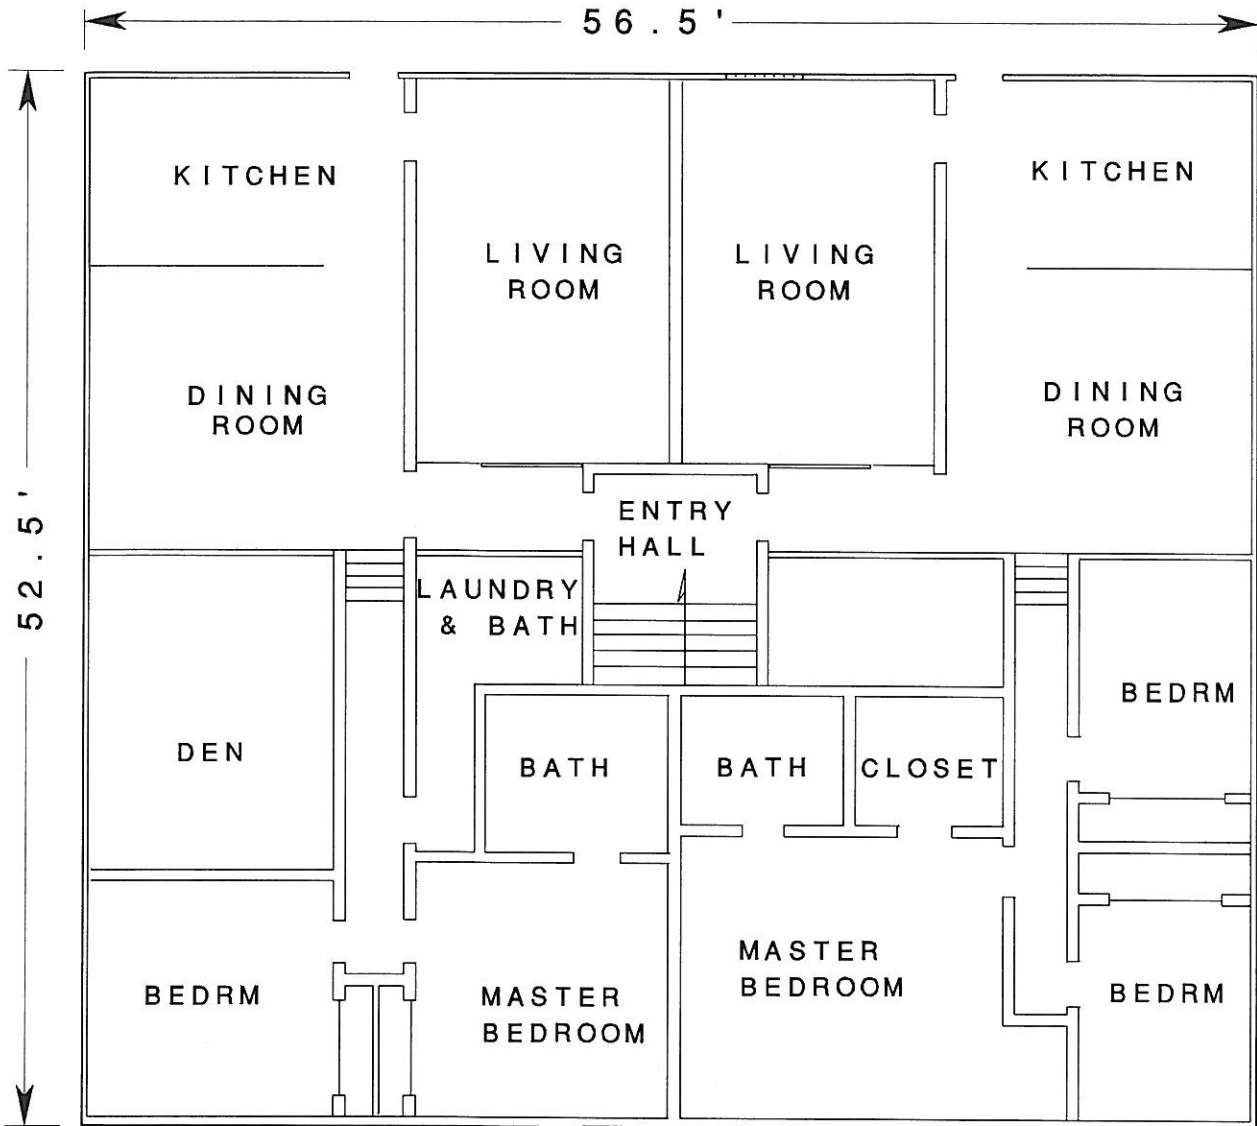 56.5'
KITCHEN
KITCHEN
LIVING
ROOM
LIVING
ROOM
DINING
ROOM
DINING
ROOM
52.5'
ENTRY
HALL
LAUNDRY
& BATH
BEDRM
DEN
BATH
BATH
CLOSET
BEDRM
MASTER
BEDROOM
MASTER
BEDROOM
BEDRM